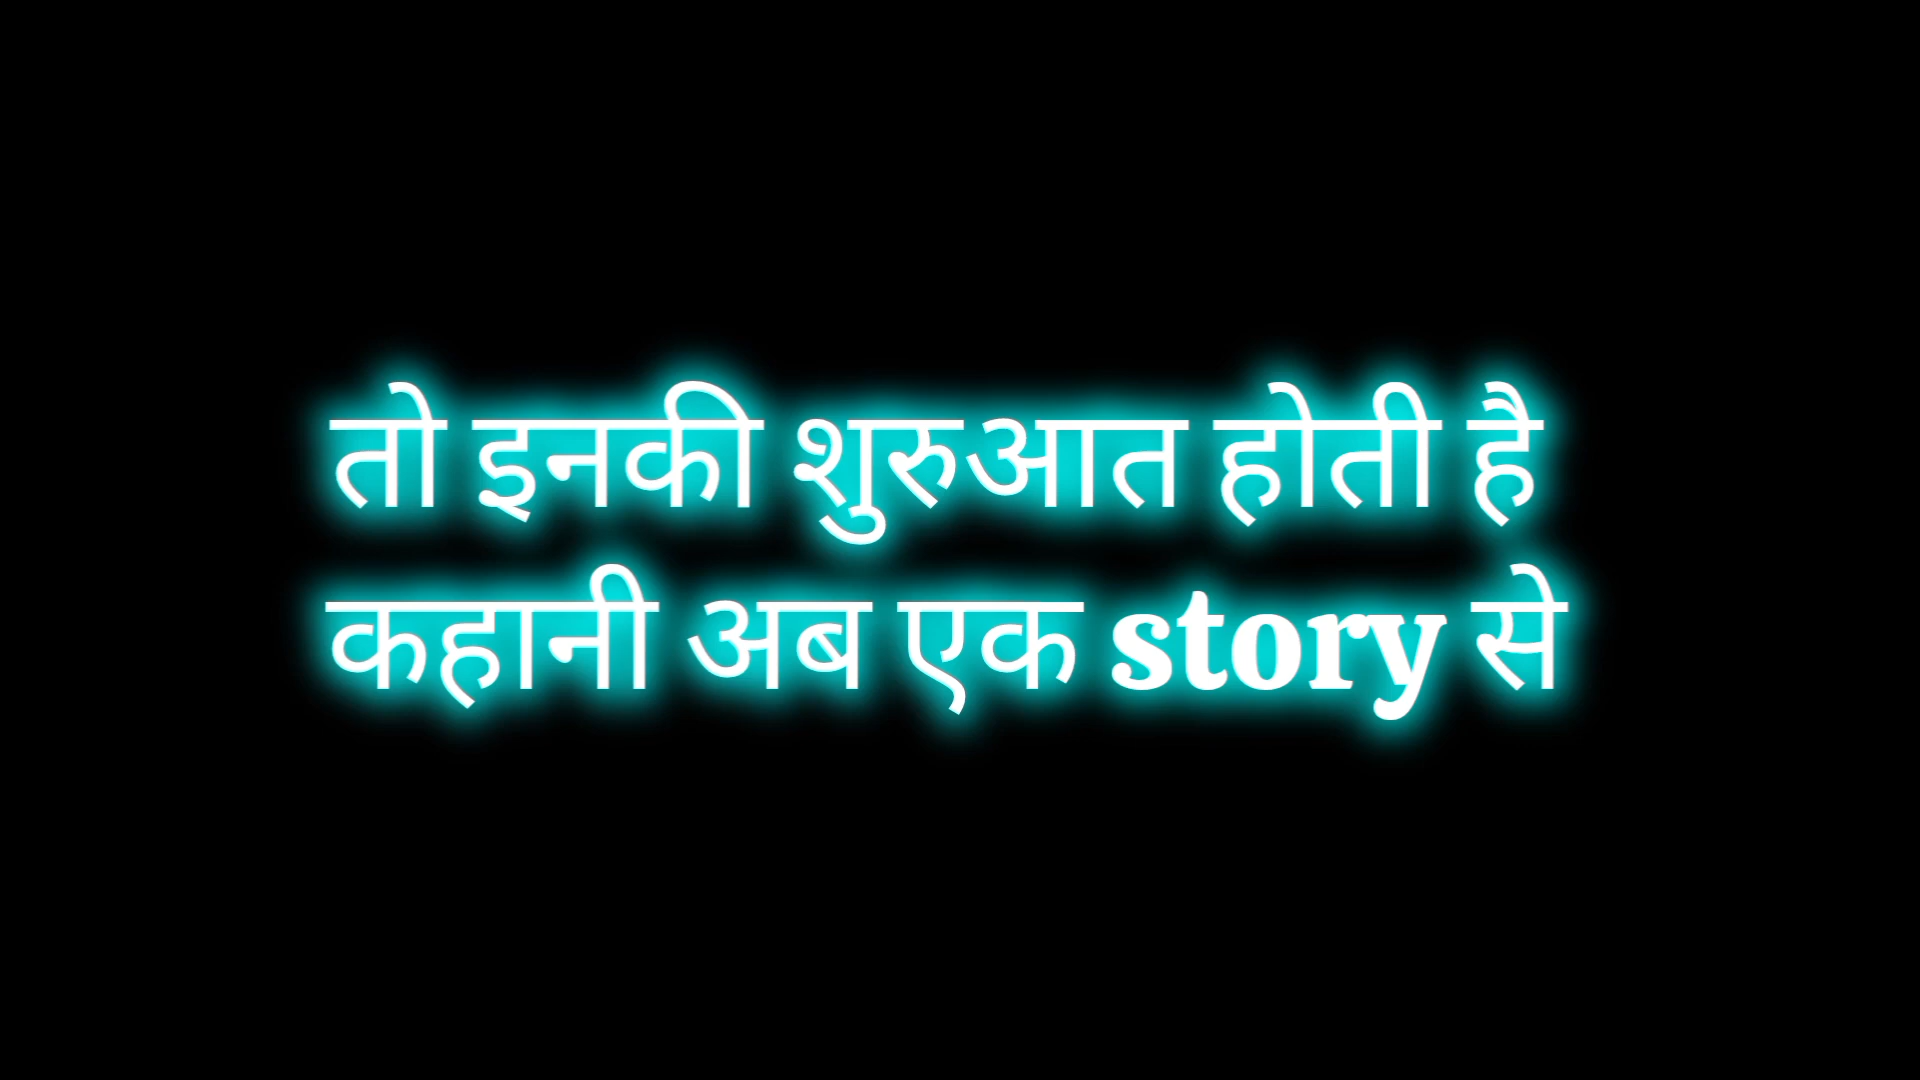 तो इनकी शुरुआत होती है
कहानी अब एक story से